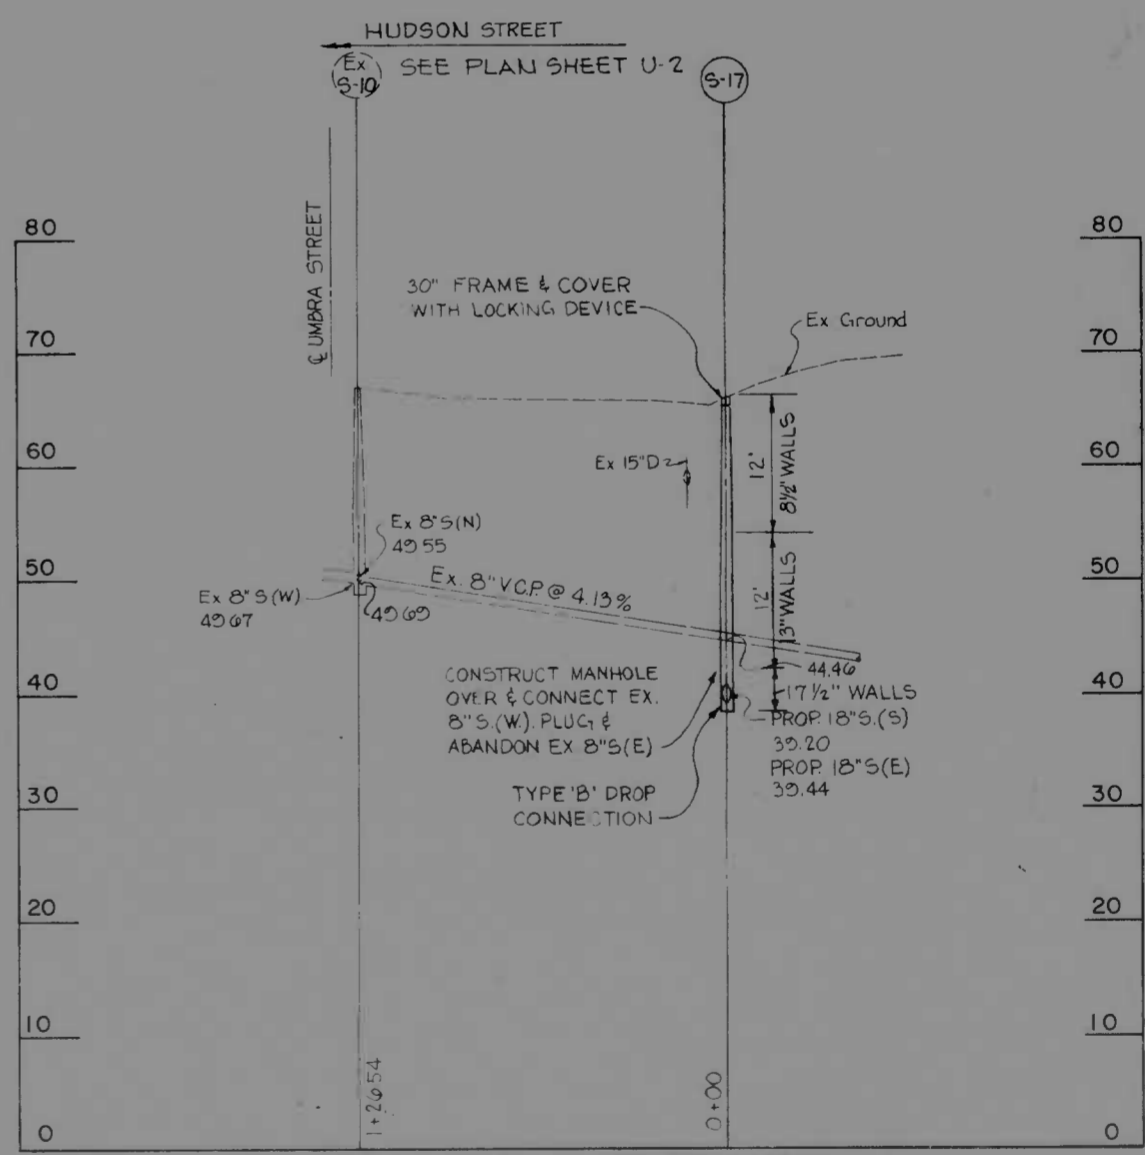 HUDSON STREET
SEE PLAN SHEET U-2
Ex
S-19
S-17
℄ UMBRA STREET
80
70
60
50
40
30
20
10
0
80
70
60
50
40
30
20
10
0
30" FRAME & COVER
WITH LOCKING DEVICE
Ex Ground
Ex 15"D
12'
8½" WALLS
12'
13" WALLS
Ex 8"S(N)
49.55
Ex. 8" V.C.P @ 4.13%
Ex 8"S(W)
49.67
49.69
44.46
17½" WALLS
CONSTRUCT MANHOLE
OVER & CONNECT EX.
8"S.(W). PLUG &
ABANDON EX 8"S(E)
PROP. 18"S.(S)
39.20
PROP. 18"S(E)
39.44
TYPE 'B' DROP
CONNECTION
1+26.54
0+00